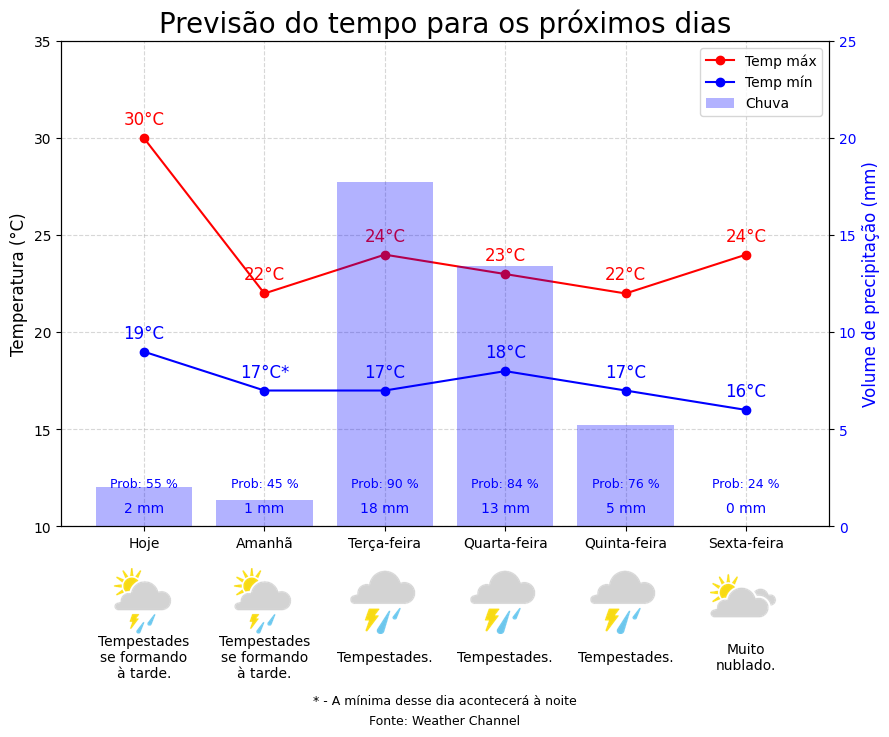 Previsão do tempo para os próximos dias
Temperatura (°C)
Volume de precipitação (mm)
35
30
25
20
15
10
25
20
15
10
5
0
Temp máx
Temp mín
Chuva
30°C
22°C
24°C
23°C
22°C
24°C
19°C
17°C*
17°C
18°C
17°C
16°C
Prob: 55 %
Prob: 45 %
Prob: 90 %
Prob: 84 %
Prob: 76 %
Prob: 24 %
2 mm
1 mm
18 mm
13 mm
5 mm
0 mm
Hoje
Amanhã
Terça-feira
Quarta-feira
Quinta-feira
Sexta-feira
Tempestades
se formando
à tarde.
Tempestades
se formando
à tarde.
Tempestades.
Tempestades.
Tempestades.
Muito
nublado.
* - A mínima desse dia acontecerá à noite
Fonte: Weather Channel